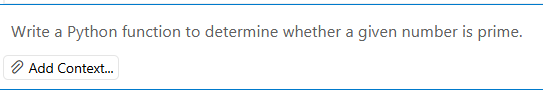 Write a Python function to determine whether a given number is prime.
Add Context...